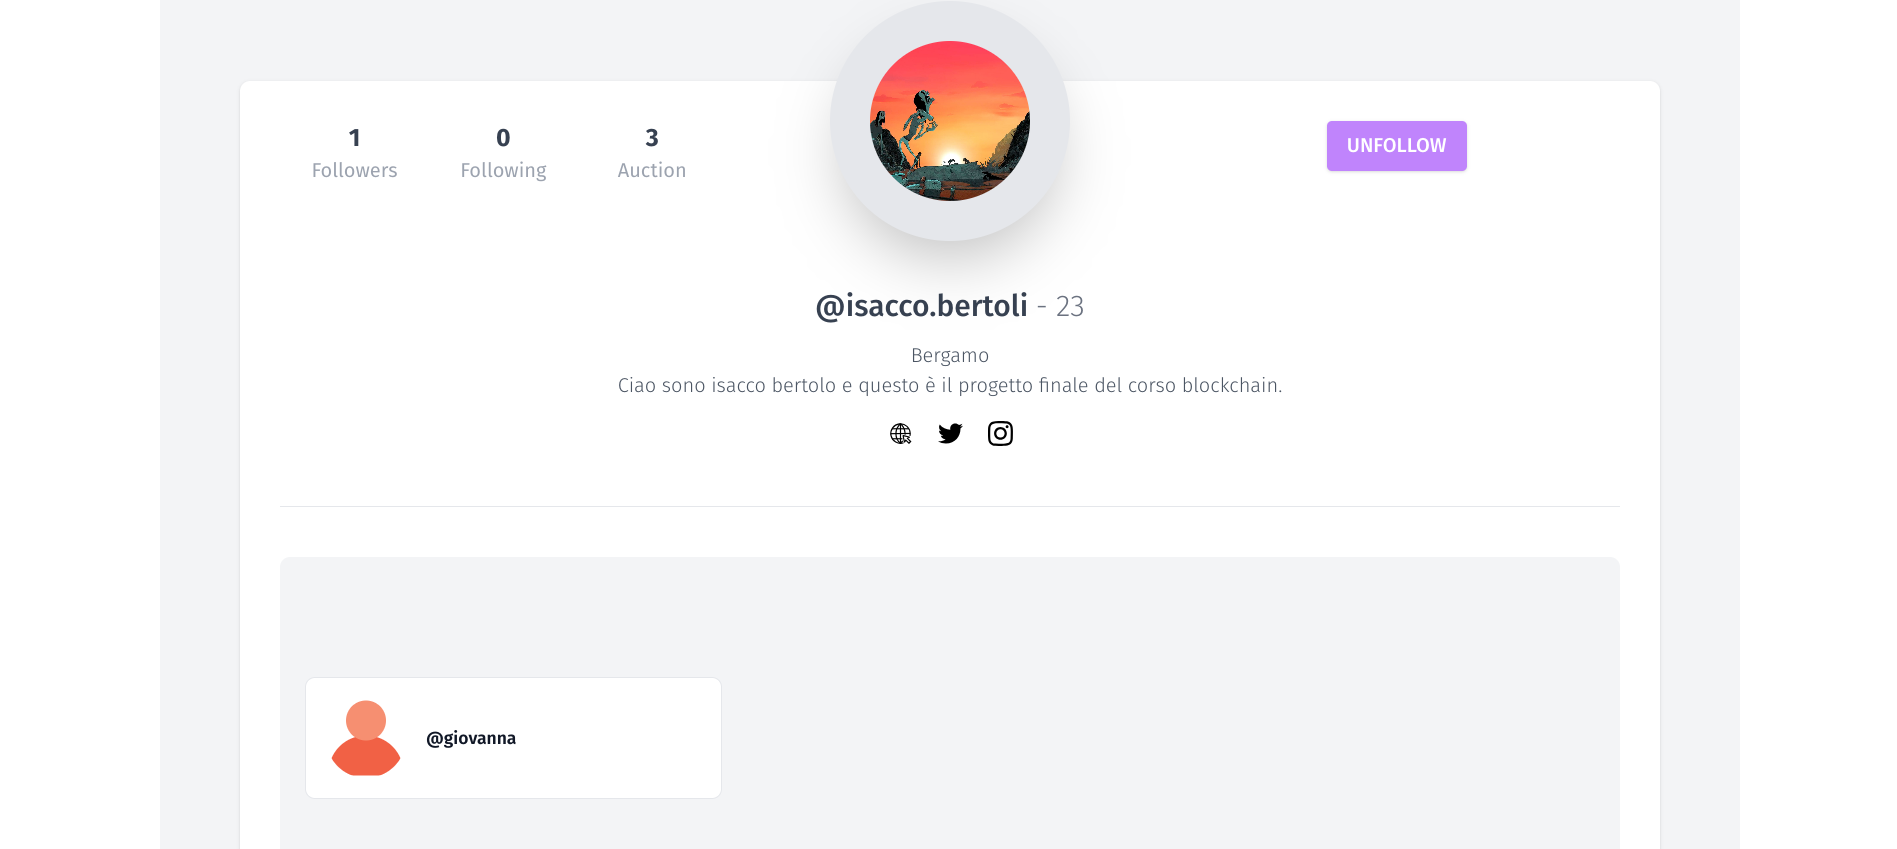 1 0 3
Followers Following Auction
UNFOLLOW
@isacco.bertoli - 23
Bergamo
Ciao sono isacco bertolo e questo è il progetto finale del corso blockchain.
@giovanna